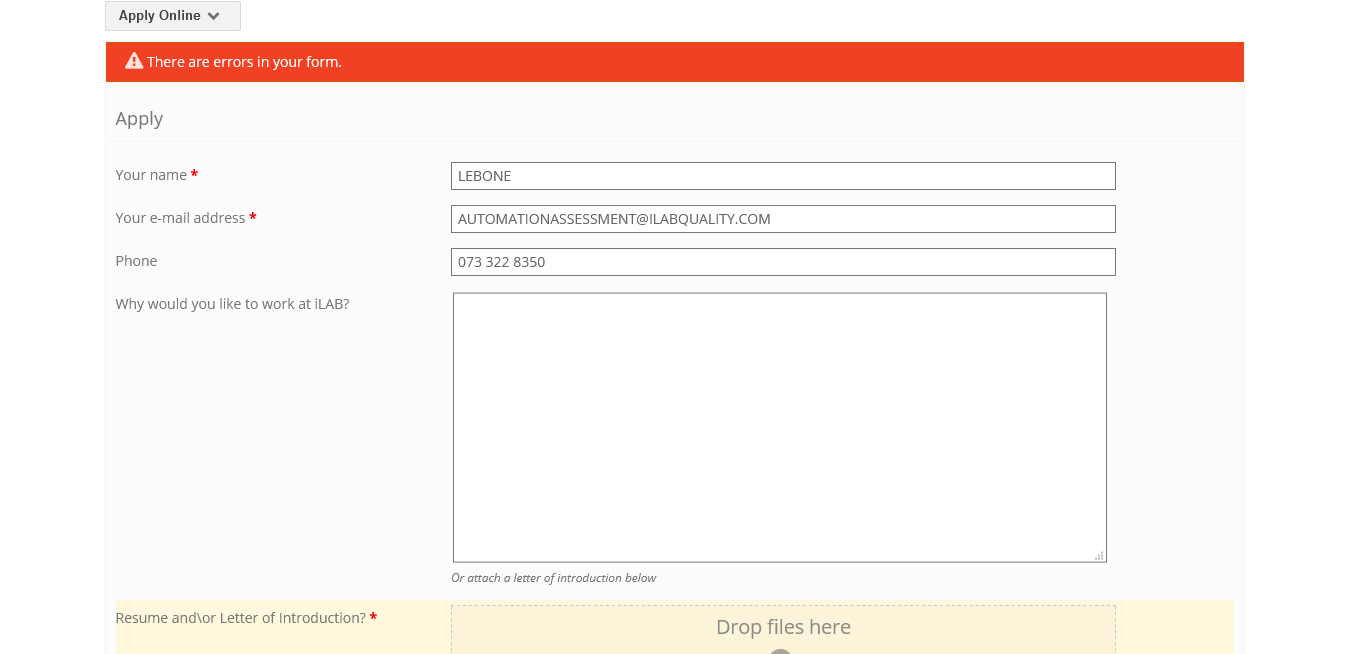 Apply Online
There are errors in your form.
Apply
Your name *
LEBONE
Your e-mail address *
AUTOMATIONASSESSMENT@ILABQUALITY.COM
Phone
073 322 8350
Why would you like to work at iLAB?
Or attach a letter of introduction below
Resume and\or Letter of Introduction? *
Drop files here